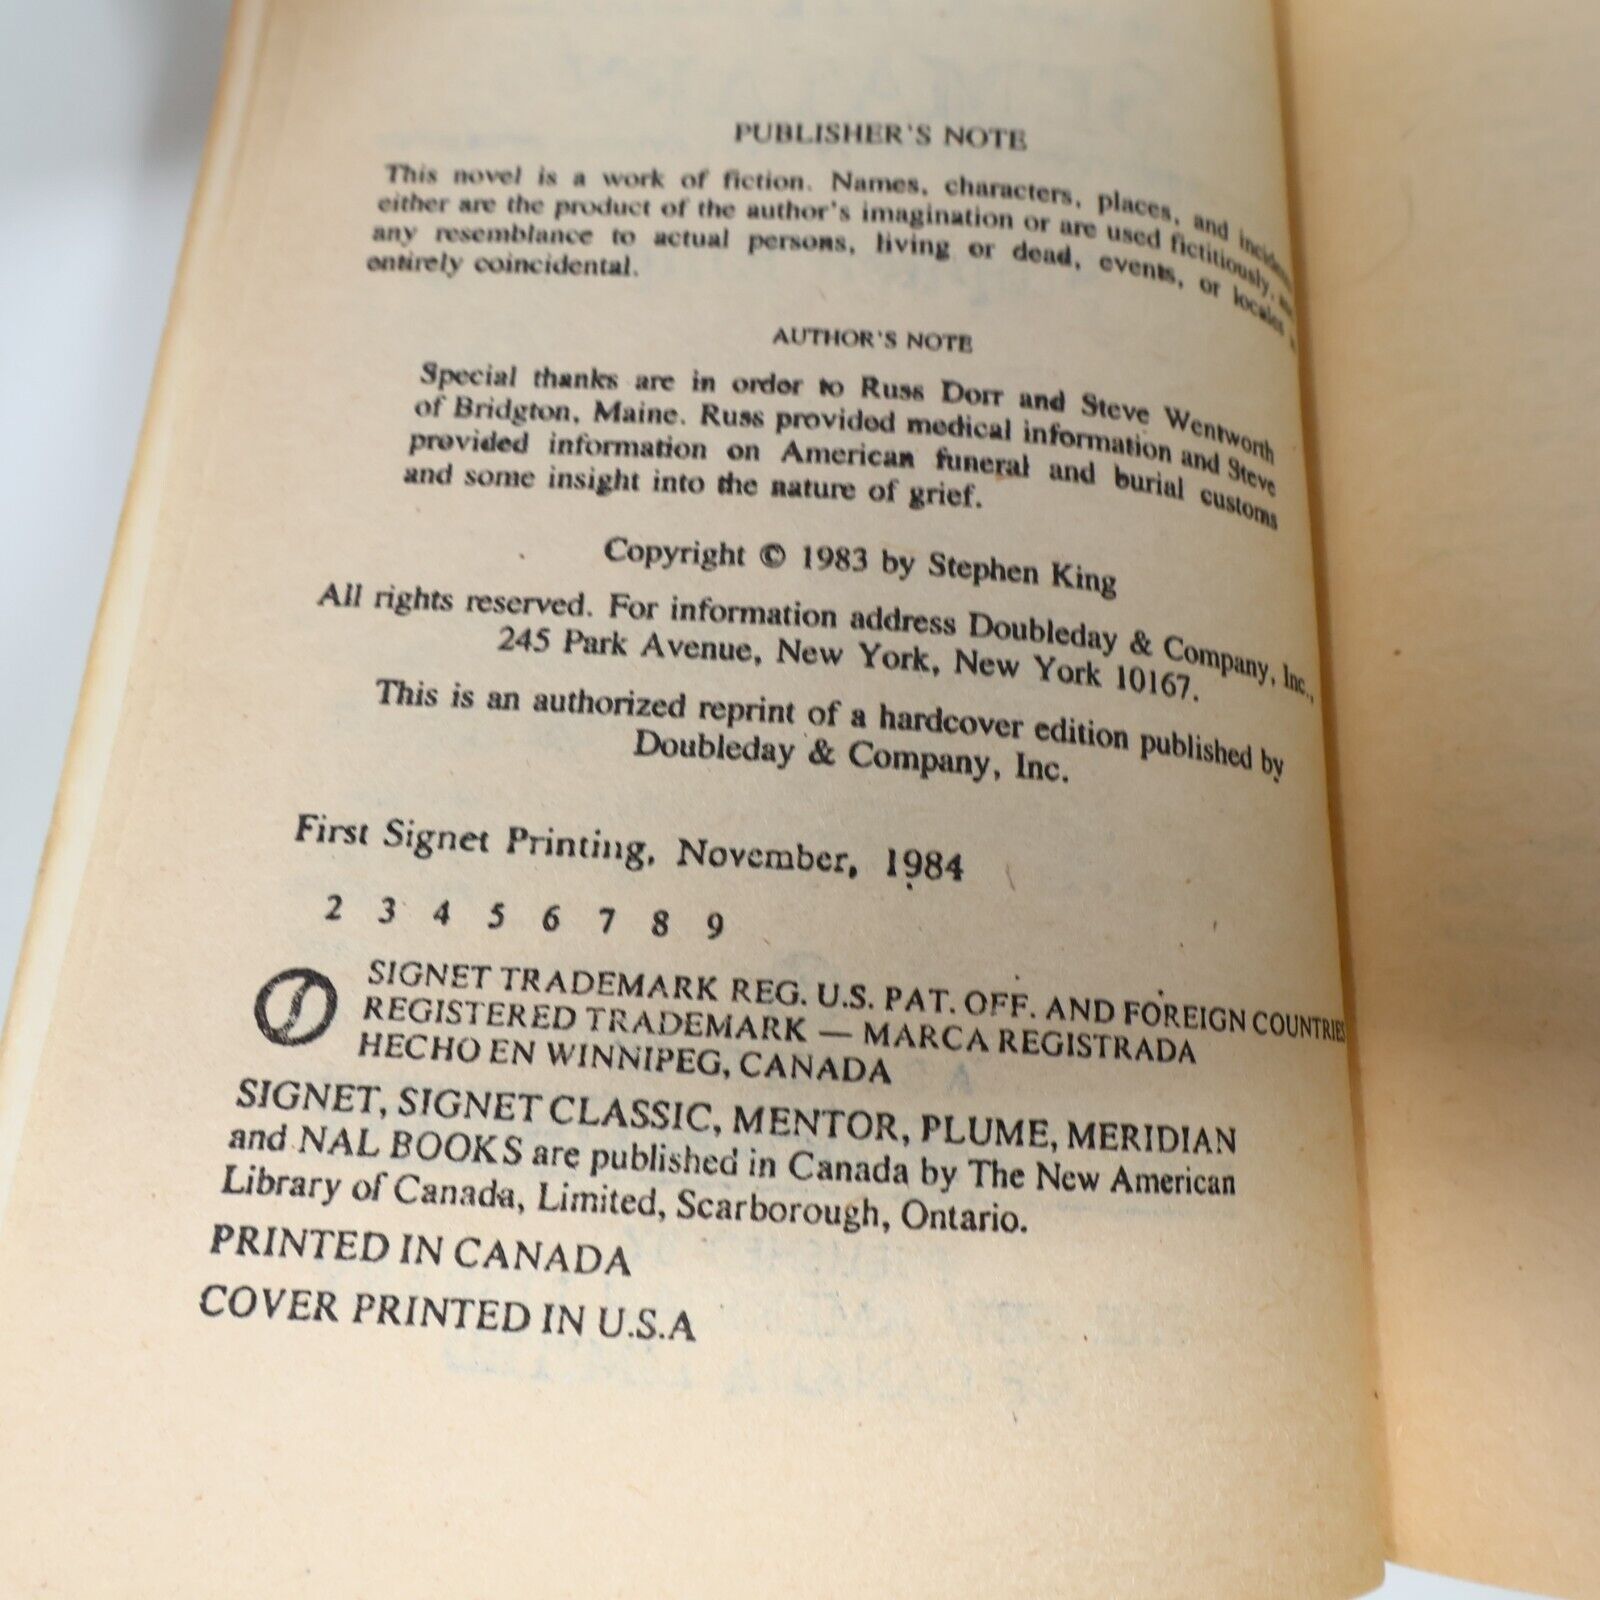 PUBLISHER'S NOTE
This novel is a work of fiction. Names, characters, places, and
either are the product of the author's imagination or are used fictitiously,
any resemblance to actual persons, living or dead, events, or locales
entirely coincidental.
AUTHOR'S NOTE
Special thanks are in order to Russ Dorr and Steve Wentworth
of Bridgton, Maine. Russ provided medical information and Steve
provided information on American funeral and burial customs
and some insight into the nature of grief.
Copyright © 1983 by Stephen King
All rights reserved. For information address Doubleday & Company, Inc.,
245 Park Avenue, New York, New York 10167.
This is an authorized reprint of a hardcover edition published by
Doubleday & Company, Inc.
First Signet Printing, November, 1984
2 3 4 5 6 7 8 9
SIGNET TRADEMARK REG. U.S. PAT. OFF. AND FOREIGN COUNTRIES
REGISTERED TRADEMARK — MARCA REGISTRADA
HECHO EN WINNIPEG, CANADA
SIGNET, SIGNET CLASSIC, MENTOR, PLUME, MERIDIAN
and NAL BOOKS are published in Canada by The New American
Library of Canada, Limited, Scarborough, Ontario.
PRINTED IN CANADA
COVER PRINTED IN U.S.A